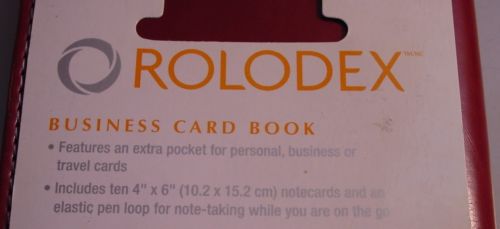 ROLODEX
BUSINESS CARD BOOK
• Features an extra pocket for personal, business or
travel cards
• Includes ten 4" x 6" (10.2 x 15.2 cm) notecards and an
elastic pen loop for note-taking while you are on the go